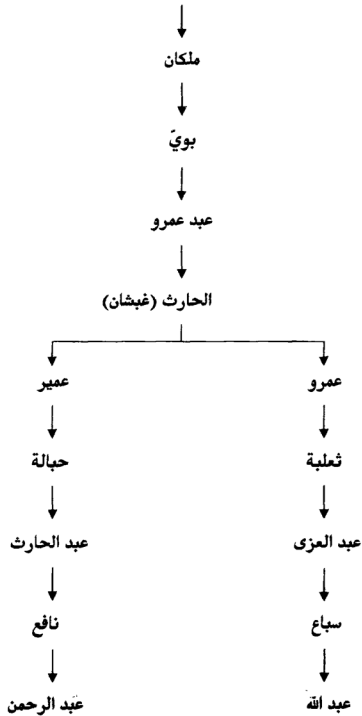 ملكان
بويّ
عبد عمرو
الحارث (غبشان)
عمرو عمير
ثعلبة حبالة
عبد العزى عبد الحارث
سباع نافع
عبد الله عبد الرحمن